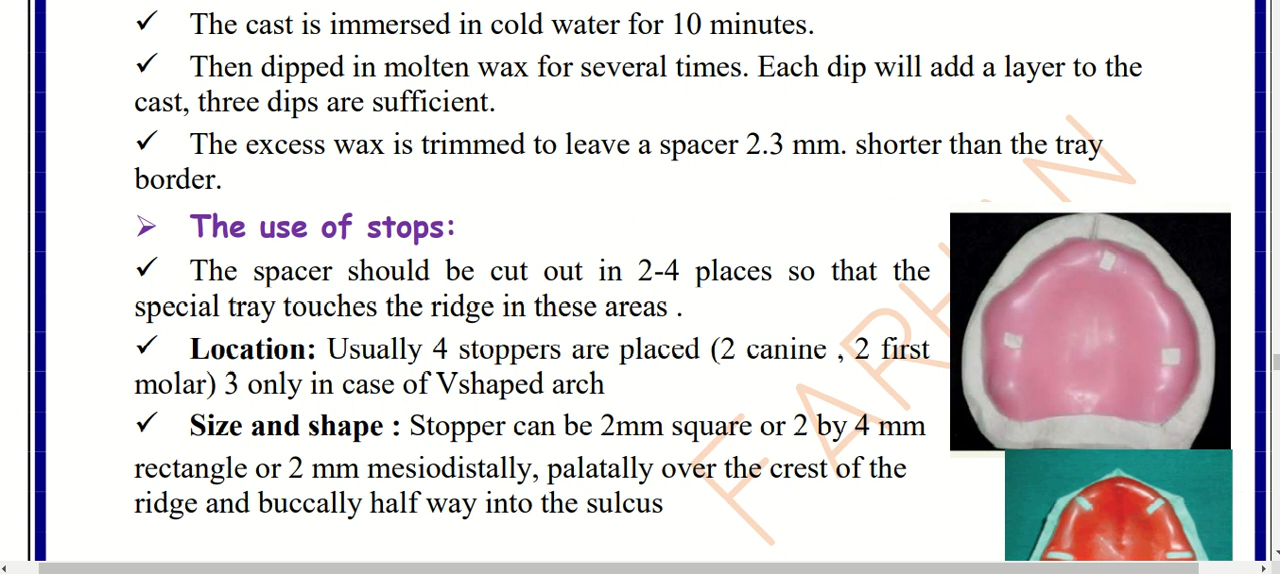 ✓ The cast is immersed in cold water for 10 minutes.
✓ Then dipped in molten wax for several times. Each dip will add a layer to the
cast, three dips are sufficient.
✓ The excess wax is trimmed to leave a spacer 2.3 mm. shorter than the tray
border.
➢ The use of stops:
✓ The spacer should be cut out in 2-4 places so that the
special tray touches the ridge in these areas .
✓ Location: Usually 4 stoppers are placed (2 canine , 2 first
molar) 3 only in case of Vshaped arch
✓ Size and shape : Stopper can be 2mm square or 2 by 4 mm
rectangle or 2 mm mesiodistally, palatally over the crest of the
ridge and buccally half way into the sulcus